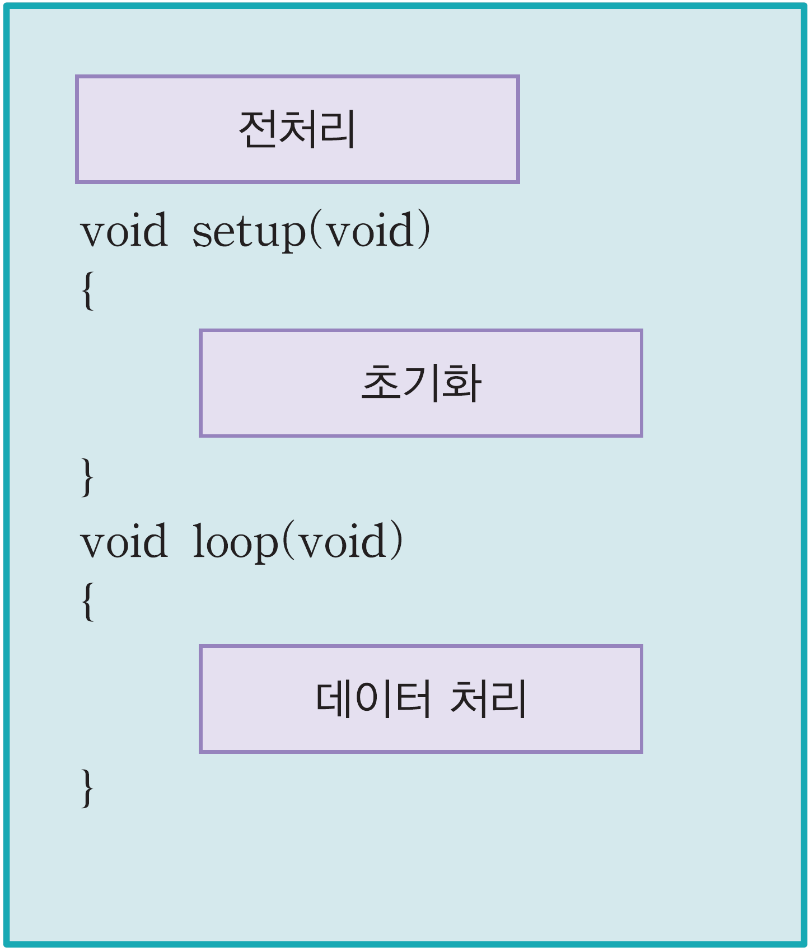 전처리
void setup(void)
{
초기화
}
void loop(void)
{
데이터 처리
}